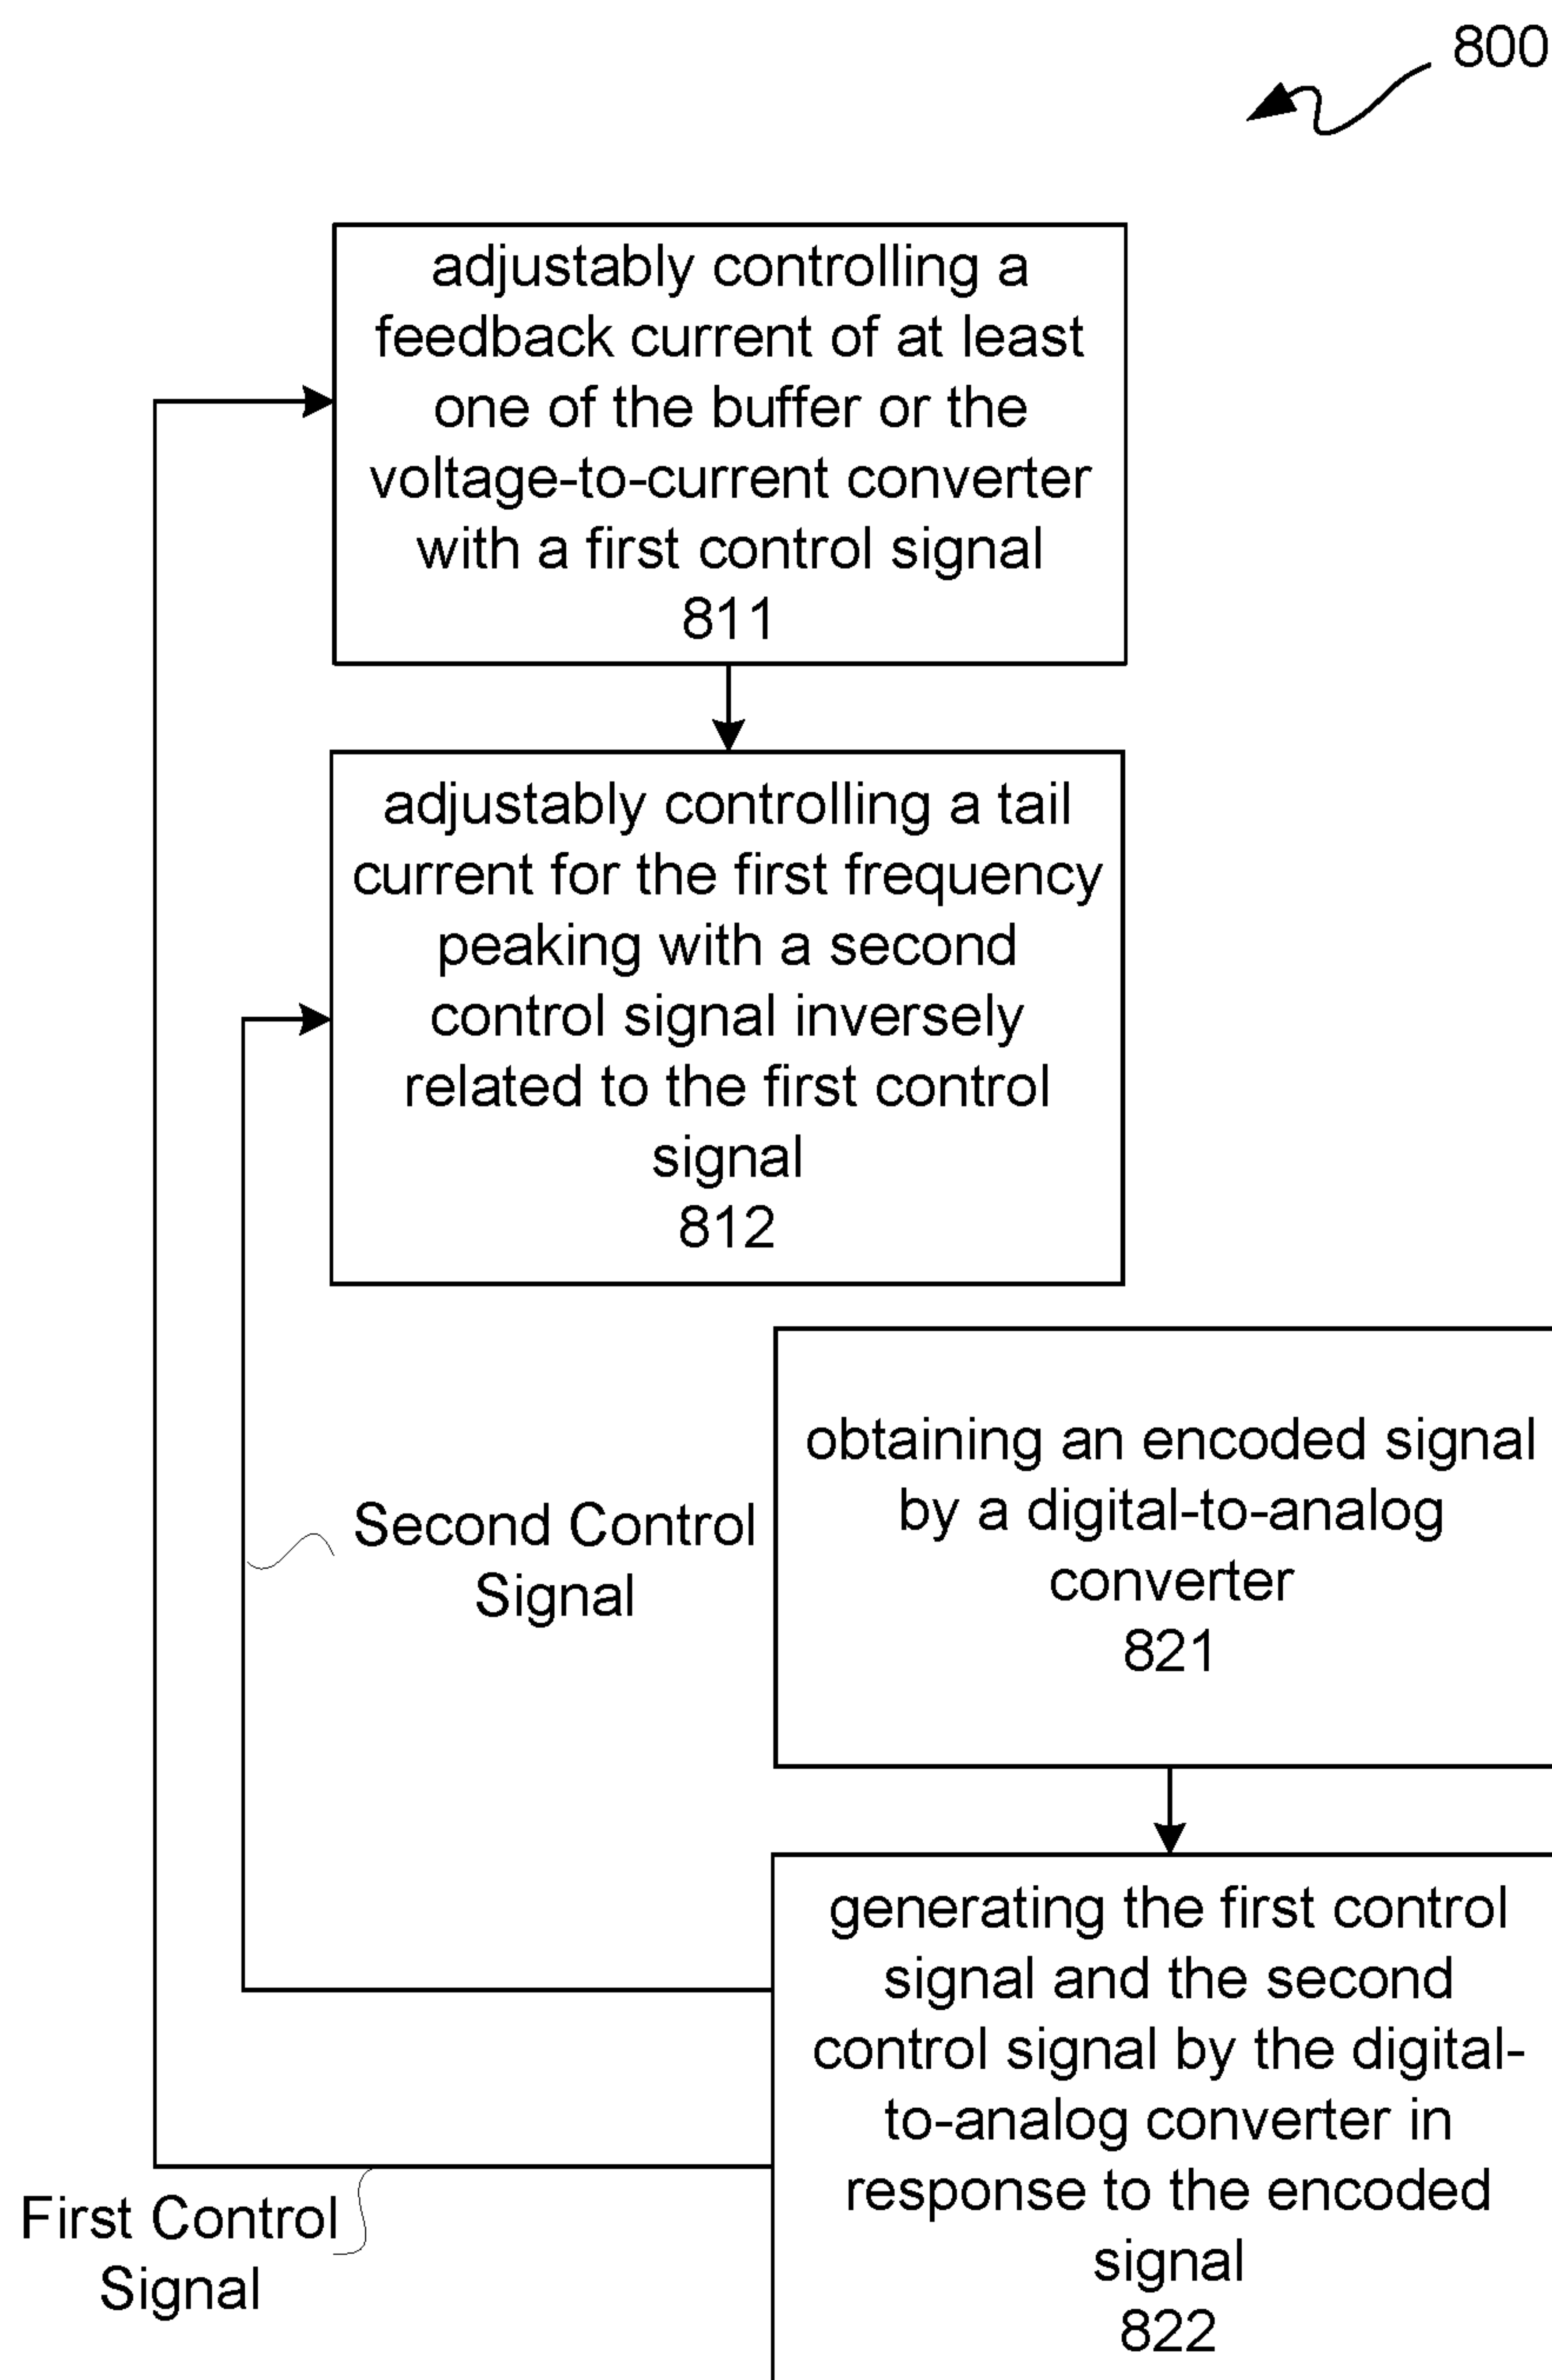 800
adjustably controlling a
feedback current of at least
one of the buffer or the
voltage-to-current converter
with a first control signal
811
adjustably controlling a tail
current for the first frequency
peaking with a second
control signal inversely
related to the first control
signal
812
obtaining an encoded signal
by a digital-to-analog
converter
821
Second Control
Signal
generating the first control
signal and the second
control signal by the digital-
to-analog converter in
response to the encoded
signal
822
First Control
Signal